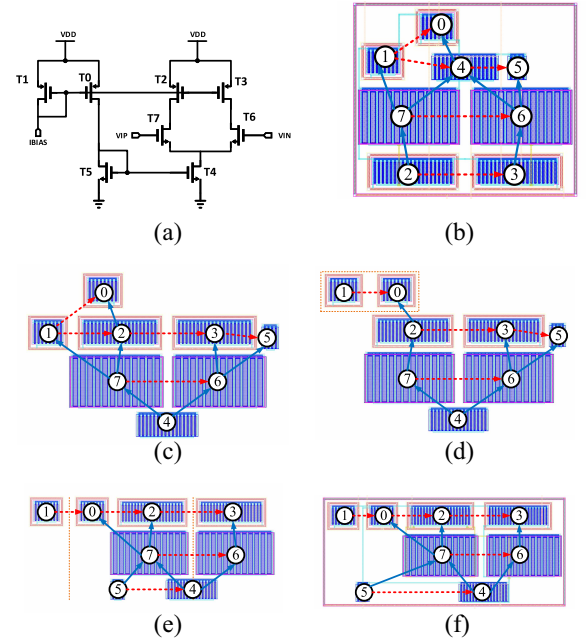 VDD VDD
T1 T0 T2 T3
T7 T6
IBIAS VIP VIN
T5 T4
(a)
0
1 4 5
7 6
2 3
(b)
0
1 2 3 5
7 6
4
(c)
1 0
2 3 5
7 6
4
(d)
1 0 2 3
7 6
5 4
(e)
1 0 2 3
7 6
5 4
(f)